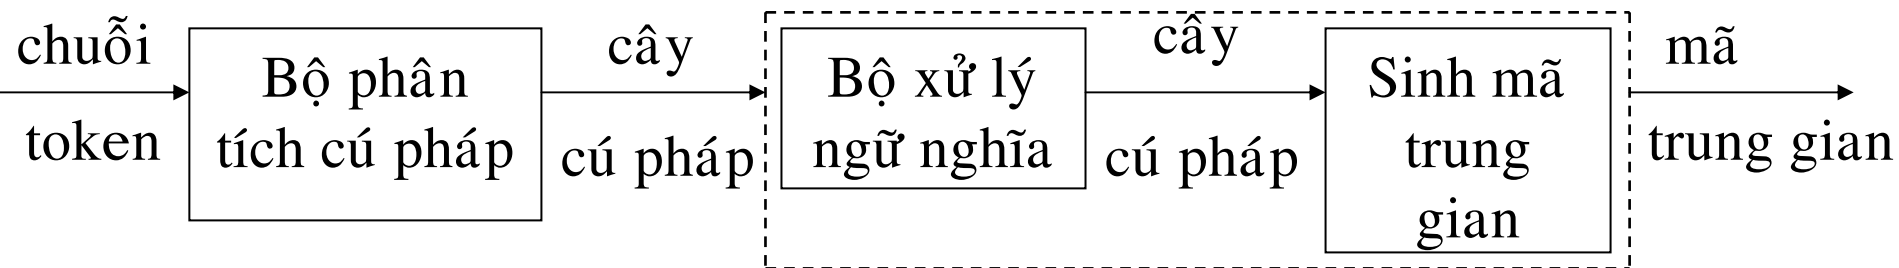 chuỗi
token
Bộ phân
tích cú pháp
cây
cú pháp
Bộ xử lý
ngữ nghĩa
cây
cú pháp
Sinh mã
trung
gian
mã
trung gian